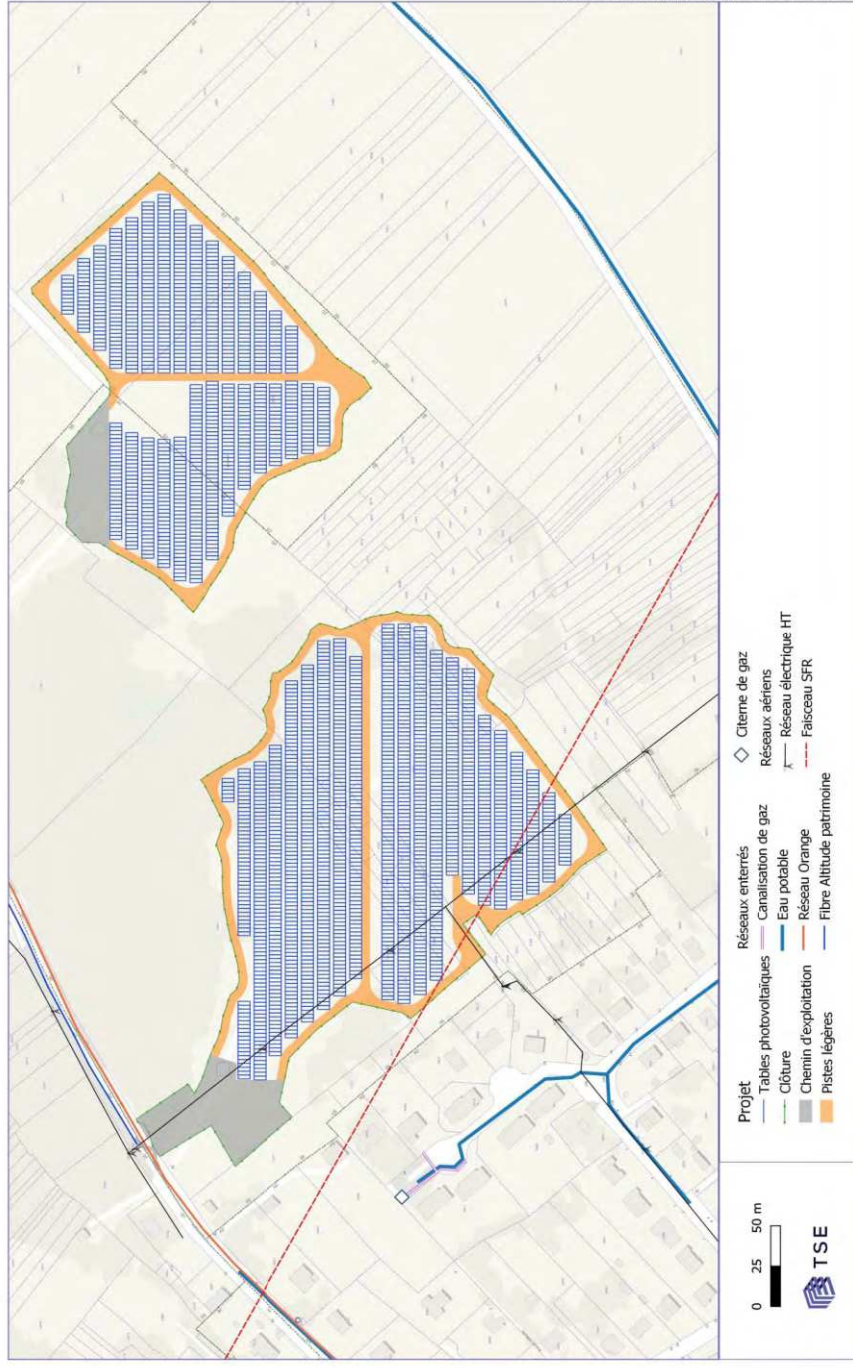 Projet
Tables photovoltaïques
Clôture
Chemin d'exploitation
Pistes légères
Réseaux enterrés
Canalisation de gaz
Eau potable
Réseau Orange
Fibre Altitude patrimoine
Citerne de gaz
Réseaux aériens
Réseau électrique HT
Faisceau SFR
0 25 50 m
TSE